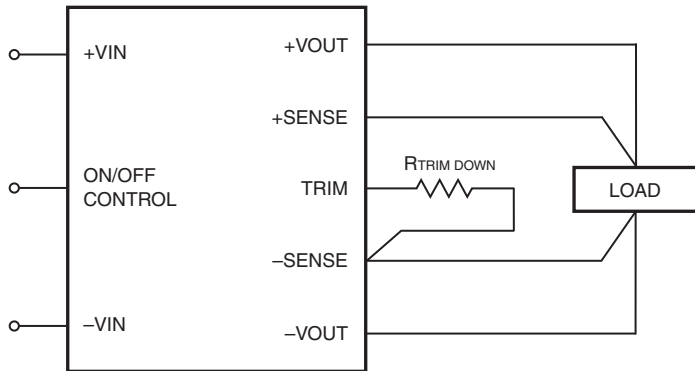 +VIN
ON/OFF
CONTROL
–VIN
+VOUT
+SENSE
TRIM
–SENSE
–VOUT
RTRIM DOWN
LOAD